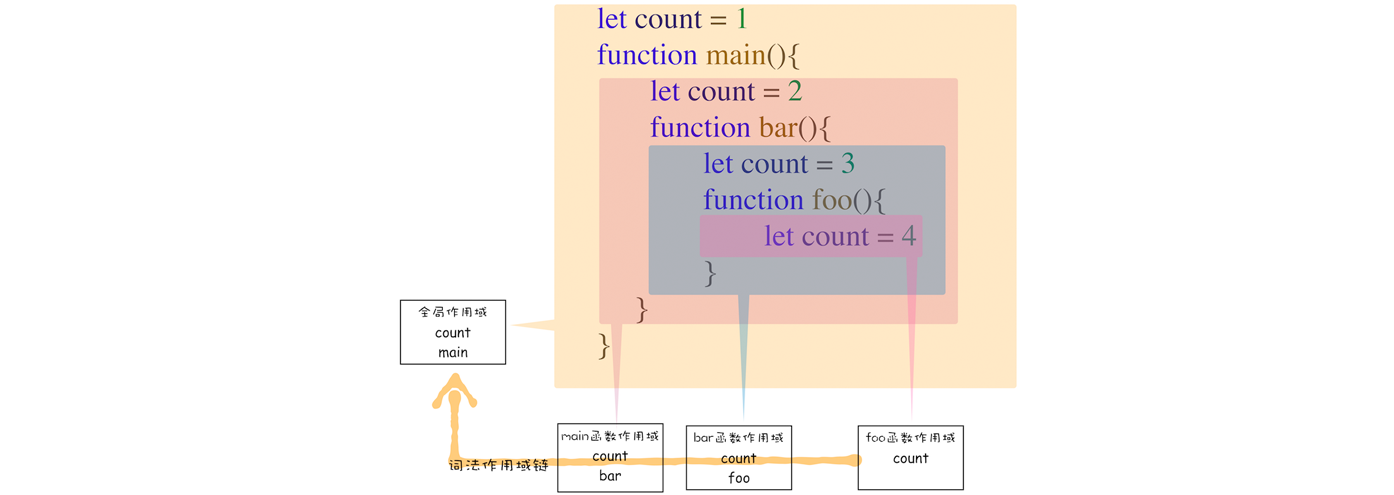 let count = 1
function main(){
let count = 2
function bar(){
let count = 3
function foo(){
let count = 4
}
}
}
全局作用域
count
main
main函数作用域
count
bar
bar函数作用域
count
foo
foo函数作用域
count
词法作用域链